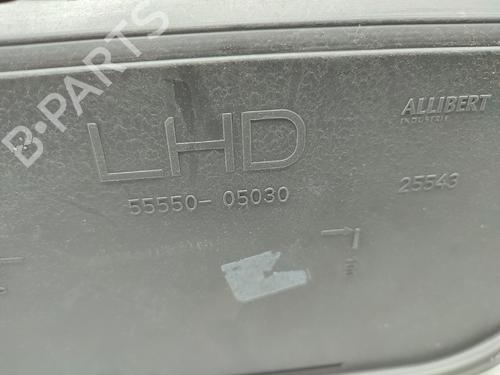 B-PARTS
LHD
55550- 05030
ALLIBERT
INDUSTRIE
25543